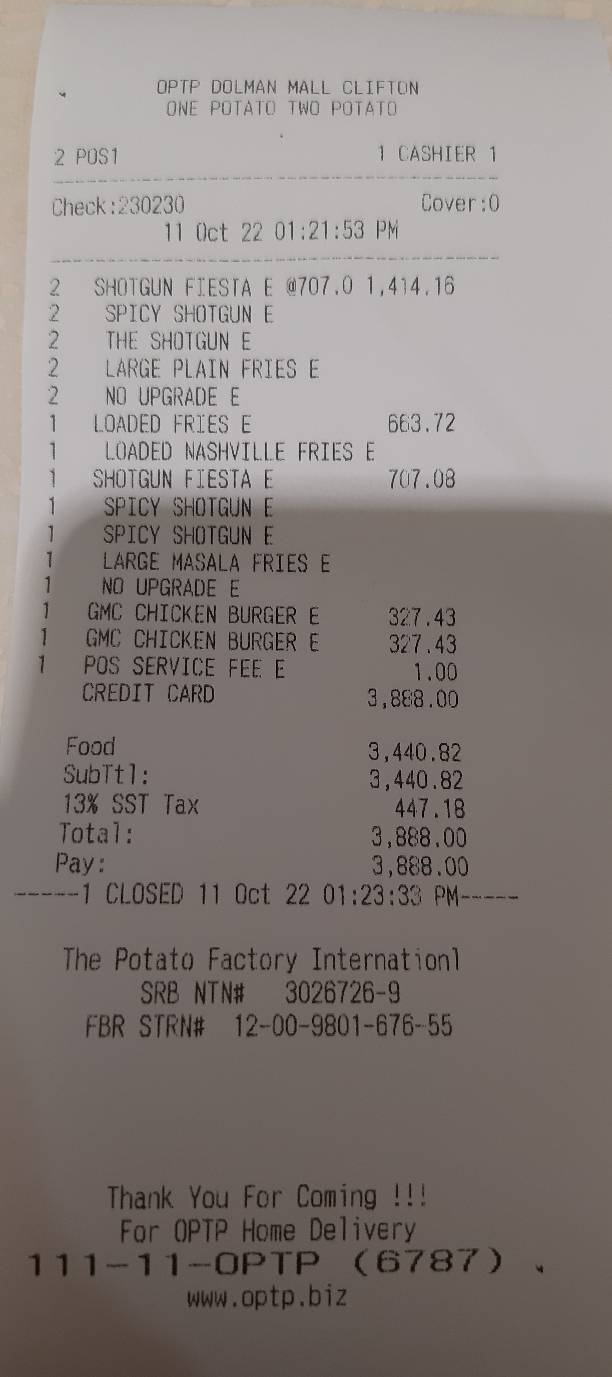 OPTP DOLMAN MALL CLIFTON
ONE POTATO TWO POTATO
2 POS1 1 CASHIER 1
Check:230230 Cover:0
11 Oct 22 01:21:53 PM
2 SHOTGUN FIESTA E @707.0 1,414.16
2 SPICY SHOTGUN E
2 THE SHOTGUN E
2 LARGE PLAIN FRIES E
2 NO UPGRADE E
1 LOADED FRIES E 663.72
1 LOADED NASHVILLE FRIES E
1 SHOTGUN FIESTA E 707.08
1 SPICY SHOTGUN E
1 SPICY SHOTGUN E
1 LARGE MASALA FRIES E
1 NO UPGRADE E
1 GMC CHICKEN BURGER E 327.43
1 GMC CHICKEN BURGER E 327.43
1 POS SERVICE FEE E 1.00
CREDIT CARD 3,888.00
Food 3,440.82
SubTtl: 3,440.82
13% SST Tax 447.18
Total: 3,888.00
Pay: 3,888.00
-----1 CLOSED 11 Oct 22 01:23:33 PM-----
The Potato Factory Internationl
SRB NTN# 3026726-9
FBR STRN# 12-00-9801-676-55
Thank You For Coming !!!
For OPTP Home Delivery
111-11-OPTP (6787)
www.optp.biz